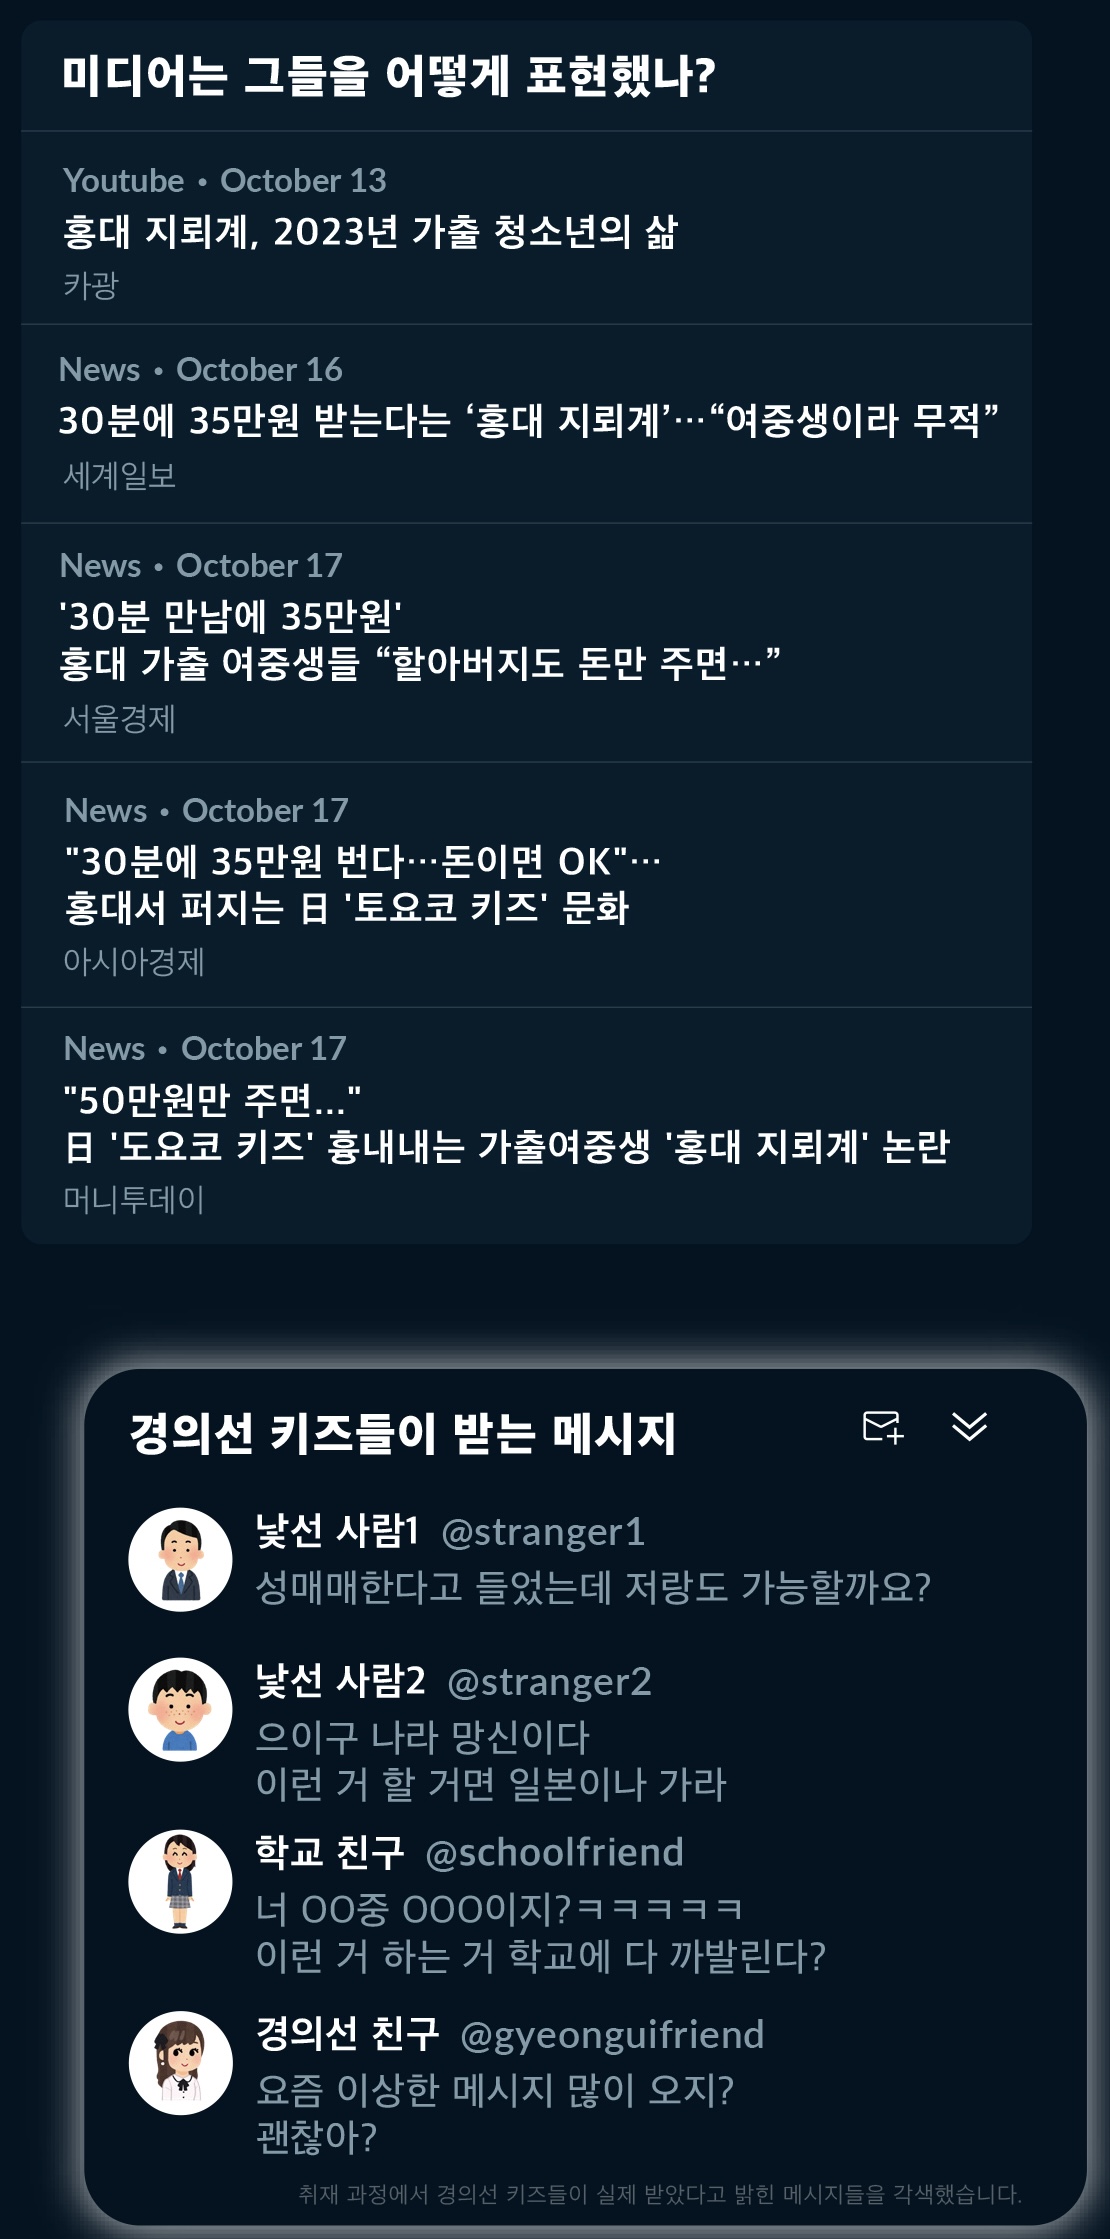 미디어는 그들을 어떻게 표현했나?
Youtube • October 13
홍대 지뢰계, 2023년 가출 청소년의 삶
카광
News • October 16
30분에 35만원 받는다는 ‘홍대 지뢰계’…“여중생이라 무적”
세계일보
News • October 17
'30분 만남에 35만원'
홍대 가출 여중생들 “할아버지도 돈만 주면…”
서울경제
News • October 17
"30분에 35만원 번다…돈이면 OK"…
홍대서 퍼지는 日 '토요코 키즈' 문화
아시아경제
News • October 17
"50만원만 주면..."
日 '도요코 키즈' 흉내내는 가출여중생 '홍대 지뢰계' 논란
머니투데이
경의선 키즈들이 받는 메시지
낯선 사람1 @stranger1
성매매한다고 들었는데 저랑도 가능할까요?
낯선 사람2 @stranger2
으이구 나라 망신이다
이런 거 할 거면 일본이나 가라
학교 친구 @schoolfriend
너 OO중 OOO이지?ㅋㅋㅋㅋㅋ
이런 거 하는 거 학교에 다 까발린다?
경의선 친구 @gyeonguifriend
요즘 이상한 메시지 많이 오지?
괜찮아?
취재 과정에서 경의선 키즈들이 실제 받았다고 밝힌 메시지들을 각색했습니다.